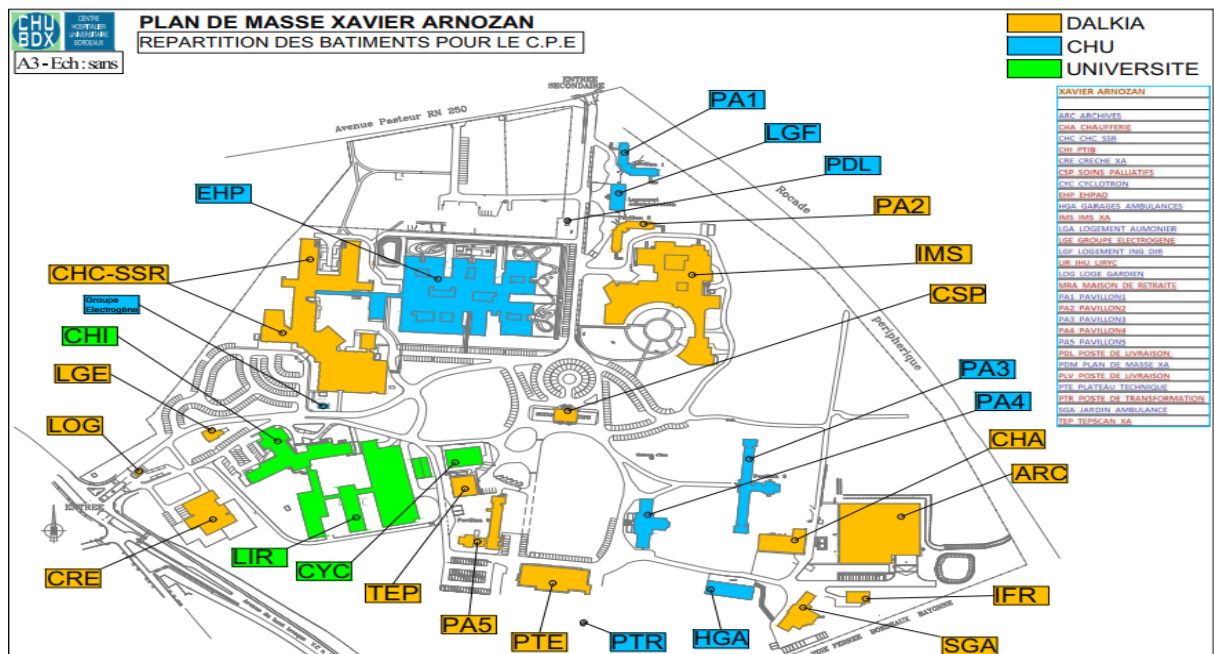 CHU
BDX
CENTRE
HOSPITALIER
UNIVERSITAIRE
BORDEAUX
PLAN DE MASSE XAVIER ARNOZAN
REPARTITION DES BATIMENTS POUR LE C.P.E
A3 - Ech : sans
DALKIA
CHU
UNIVERSITE
XAVIER ARNOZAN
ARC ARCHIVES
CHA CHAUFFERIE
CHC CHC SSR
CHI PTIB
CRE CRECHE XA
CSP SOINS PALLIATIFS
CYC CYCLOTRON
EHP EHPAD
HGA GARAGES AMBULANCES
IMS IMS XA
LGA LOGEMENT AUMONIER
LGE GROUPE ELECTROGENE
LGF LOGEMENT ING DIR
LIR IHU LIRYC
LOG LOGE GARDIEN
MRA MAISON DE RETRAITE
PA1 PAVILLON1
PA2 PAVILLON2
PA3 PAVILLON3
PA4 PAVILLON4
PA5 PAVILLON5
PDL POSTE DE LIVRAISON
PDM PLAN DE MASSE XA
PLV POSTE DE LIVRAISON
PTE PLATEAU TECHNIQUE
PTR POSTE DE TRANSFORMATION
SGA JARDIN AMBULANCE
TEP TEPSCAN XA
ENTREE
SECONDAIRE
Avenue Pasteur RN 250
PA1
LGF
PDL
EHP
Rocade
PA2
IMS
CHC-SSR
CSP
Groupe
Electrogène
CHI
peripherique
PA3
LGE
PA4
LOG
CHA
ARC
ENTREE
LIR
CYC
CRE
TEP
IFR
PA5
PTE
PTR
HGA
SGA
VOIE FERREE BORDEAUX BAYONNE